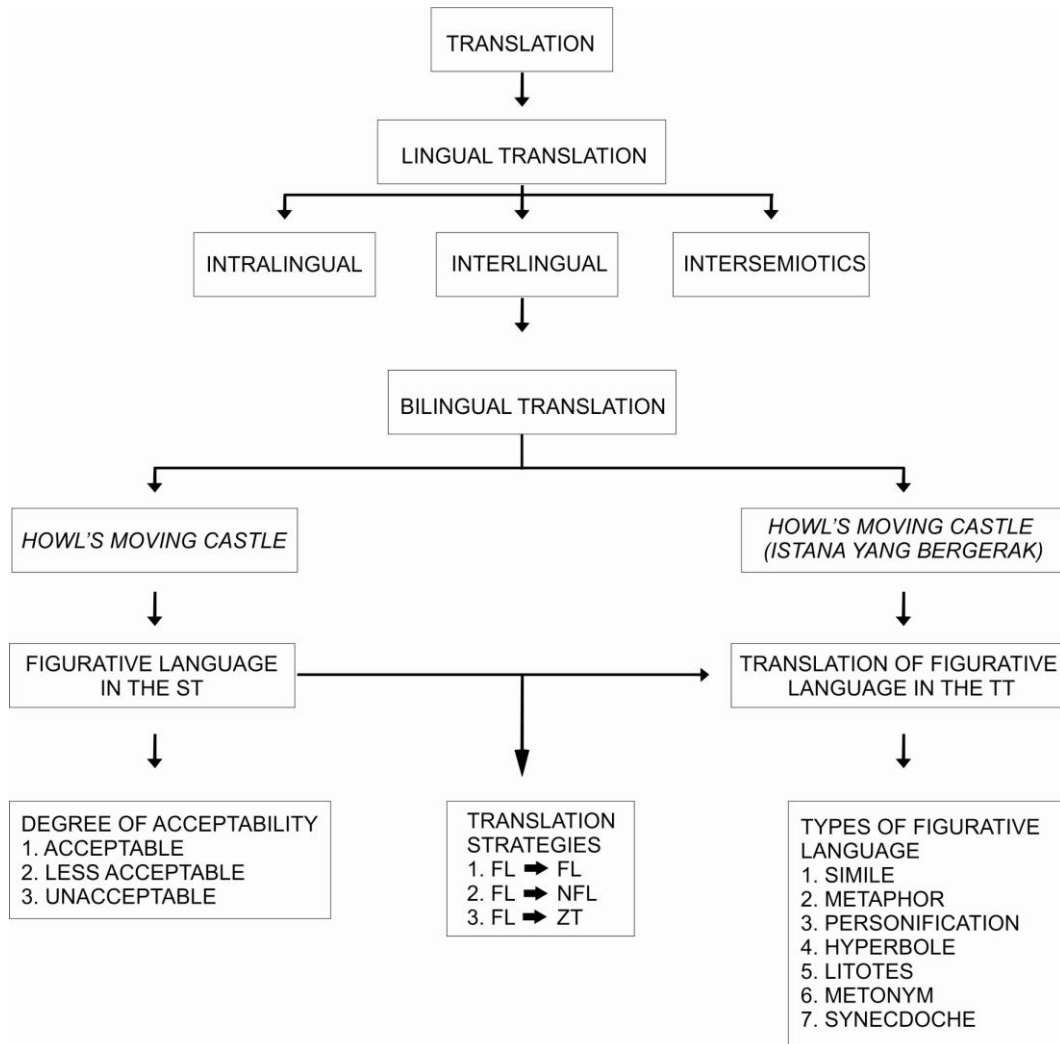 TRANSLATION
LINGUAL TRANSLATION
INTRALINGUAL
INTERLINGUAL
INTERSEMIOTICS
BILINGUAL TRANSLATION
HOWL'S MOVING CASTLE
HOWL'S MOVING CASTLE
(ISTANA YANG BERGERAK)
FIGURATIVE LANGUAGE
IN THE ST
TRANSLATION OF FIGURATIVE
LANGUAGE IN THE TT
DEGREE OF ACCEPTABILITY
1. ACCEPTABLE
2. LESS ACCEPTABLE
3. UNACCEPTABLE
TRANSLATION
STRATEGIES
1. FL ➡ FL
2. FL ➡ NFL
3. FL ➡ ZT
TYPES OF FIGURATIVE
LANGUAGE
1. SIMILE
2. METAPHOR
3. PERSONIFICATION
4. HYPERBOLE
5. LITOTES
6. METONYM
7. SYNECDOCHE